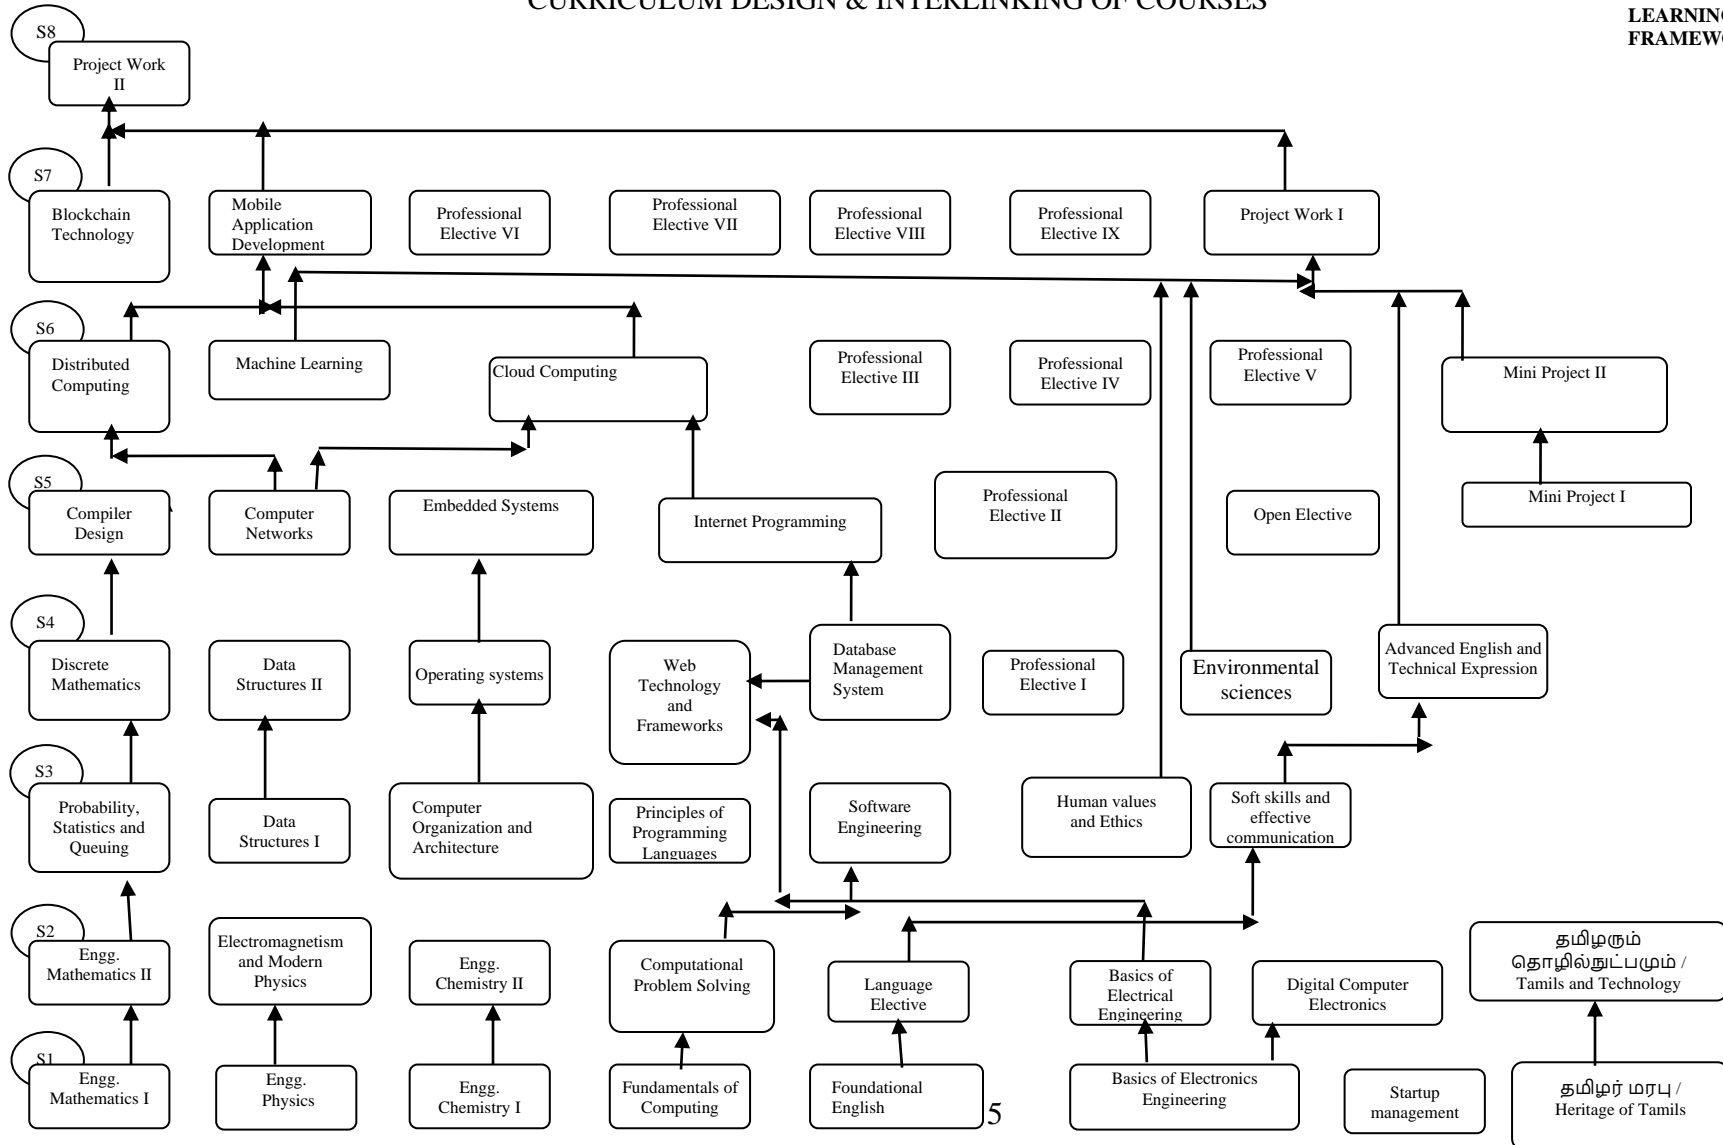 CURRICULUM DESIGN & INTERLINKING OF COURSES
S8
Project Work
II
S7
Blockchain
Technology
Mobile
Application
Development
Professional
Elective VI
Professional
Elective VII
Professional
Elective VIII
Professional
Elective IX
Project Work I
S6
Distributed
Computing
Machine Learning
Cloud Computing
Professional
Elective III
Professional
Elective IV
Professional
Elective V
Mini Project II
S5
Compiler
Design
Computer
Networks
Embedded Systems
Internet Programming
Professional
Elective II
Open Elective
Mini Project I
S4
Discrete
Mathematics
Data
Structures II
Operating systems
Web
Technology
and
Frameworks
Database
Management
System
Professional
Elective I
Environmental
sciences
Advanced English and
Technical Expression
S3
Probability,
Statistics and
Queuing
Data
Structures I
Computer
Organization and
Architecture
Principles of
Programming
Languages
Software
Engineering
Human values
and Ethics
Soft skills and
effective
communication
S2
Engg.
Mathematics II
Electromagnetism
and Modern
Physics
Engg.
Chemistry II
Computational
Problem Solving
Language
Elective
Basics of
Electrical
Engineering
Digital Computer
Electronics
தமிழரும்
தொழில்நுட்பமும் /
Tamils and Technology
S1
Engg.
Mathematics I
Engg.
Physics
Engg.
Chemistry I
Fundamentals of
Computing
Foundational
English
5
Basics of Electronics
Engineering
Startup
management
தமிழர் மரபு /
Heritage of Tamils